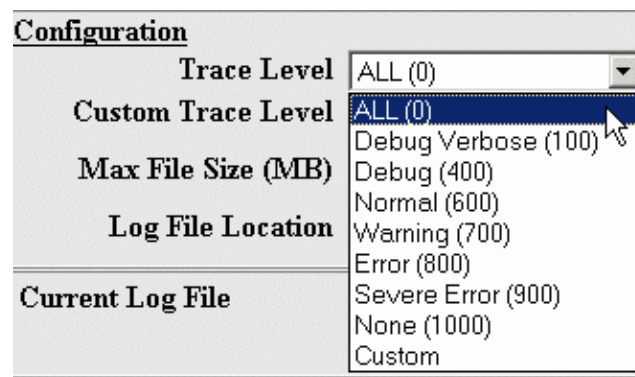 Configuration
Trace Level ALL (0)
Custom Trace Level ALL (0)
Debug Verbose (100)
Max File Size (MB) Debug (400)
Normal (600)
Log File Location Warning (700)
Error (800)
Current Log File Severe Error (900)
None (1000)
Custom